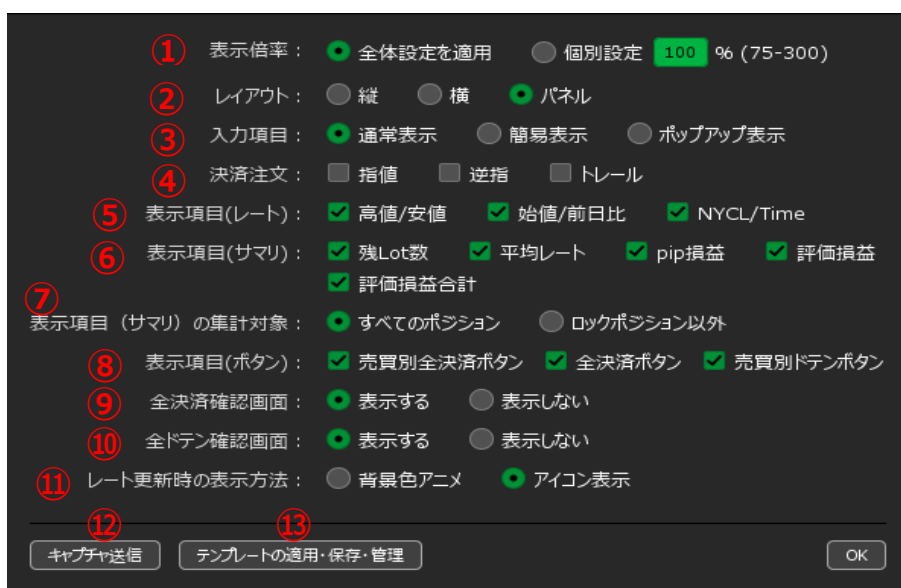 ① 表示倍率： 全体設定を適用 個別設定 100 % (75-300)
② レイアウト： 縦 横 パネル
③ 入力項目： 通常表示 簡易表示 ポップアップ表示
④ 決済注文： 指値 逆指 トレール
⑤ 表示項目(レート)： 高値/安値 始値/前日比 NYCL/Time
⑥ 表示項目(サマリ)： 残Lot数 平均レート pip損益 評価損益
評価損益合計
⑦
表示項目（サマリ）の集計対象： すべてのポジション ロックポジション以外
⑧ 表示項目(ボタン)： 売買別全決済ボタン 全決済ボタン 売買別ドテンボタン
⑨ 全決済確認画面： 表示する 表示しない
⑩ 全ドテン確認画面： 表示する 表示しない
⑪ レート更新時の表示方法： 背景色アニメ アイコン表示
⑫ ⑬
キャプチャ送信 テンプレートの適用・保存・管理 OK